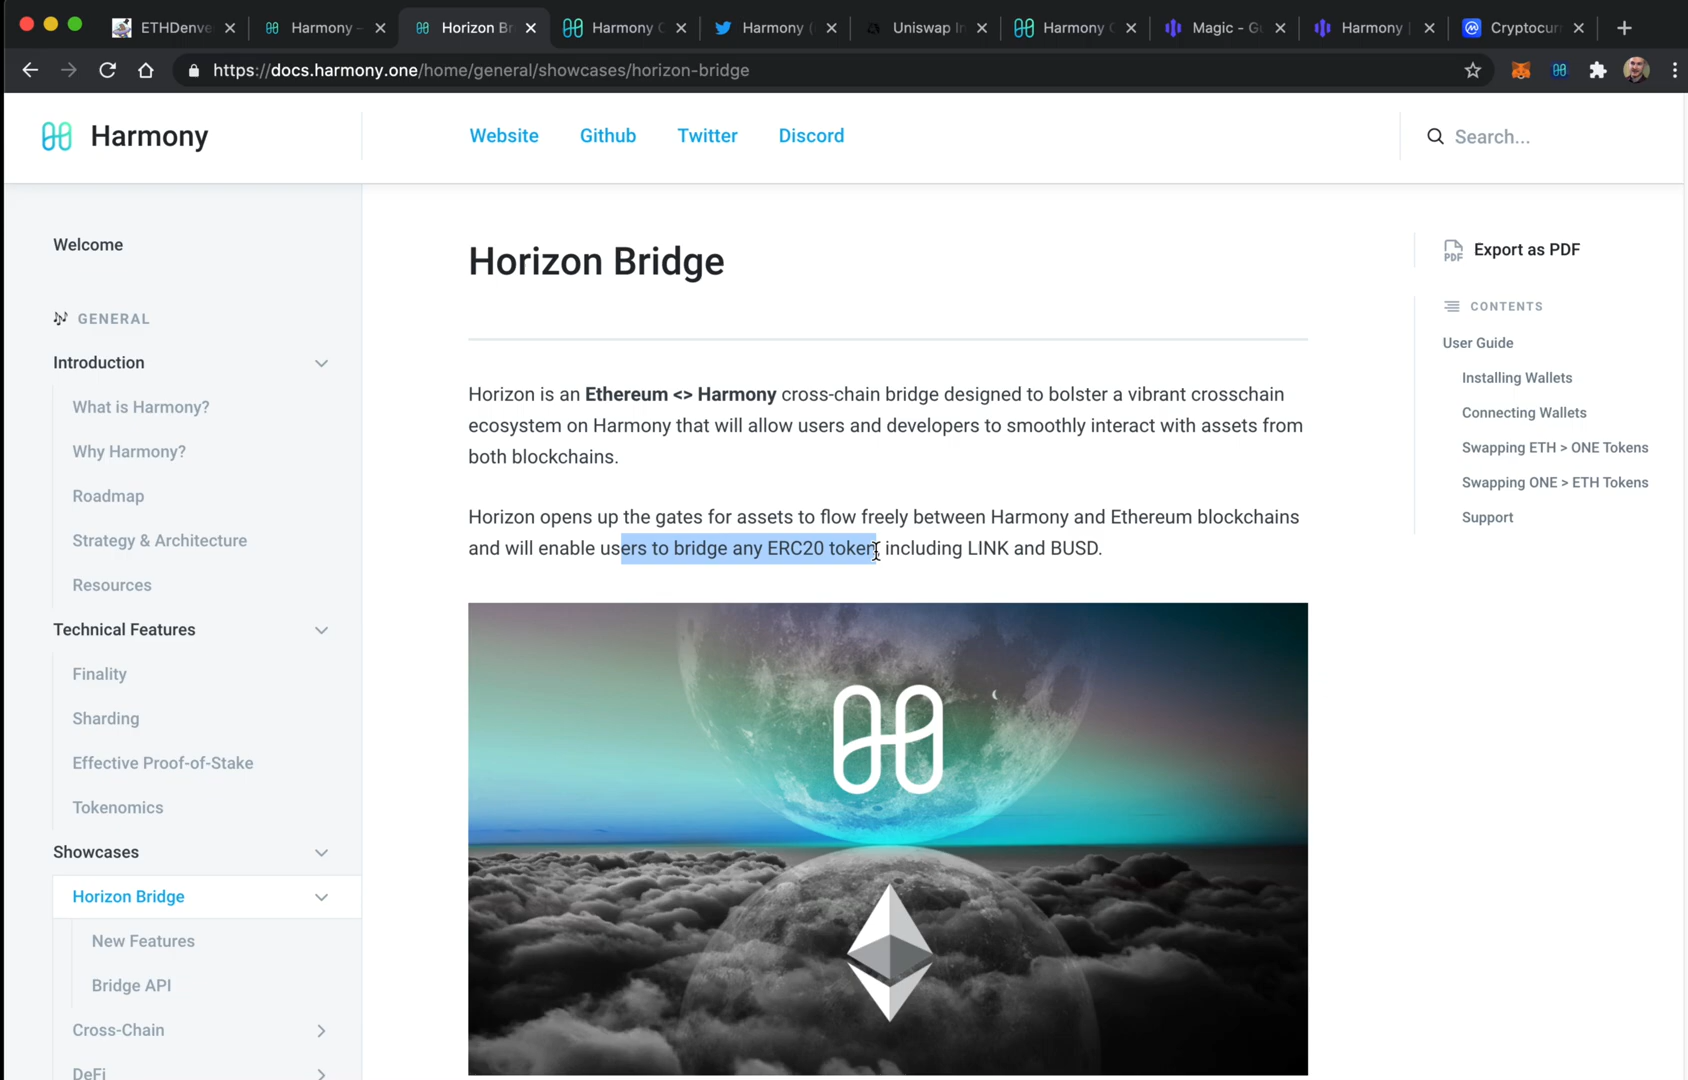 ETHDenve
Harmony –
Horizon Br
Harmony
Harmony (
Uniswap In
Harmony
Magic - Gu
Harmony |
Cryptocur
https://docs.harmony.one/home/general/showcases/horizon-bridge
Harmony
Website
Github
Twitter
Discord
Search...
Welcome
GENERAL
Introduction
What is Harmony?
Why Harmony?
Roadmap
Strategy & Architecture
Resources
Technical Features
Finality
Sharding
Effective Proof-of-Stake
Tokenomics
Showcases
Horizon Bridge
New Features
Bridge API
Cross-Chain
DeFi
Horizon Bridge
Horizon is an Ethereum <> Harmony cross-chain bridge designed to bolster a vibrant crosschain
ecosystem on Harmony that will allow users and developers to smoothly interact with assets from
both blockchains.
Horizon opens up the gates for assets to flow freely between Harmony and Ethereum blockchains
and will enable users to bridge any ERC20 token including LINK and BUSD.
PDF
Export as PDF
CONTENTS
User Guide
Installing Wallets
Connecting Wallets
Swapping ETH > ONE Tokens
Swapping ONE > ETH Tokens
Support